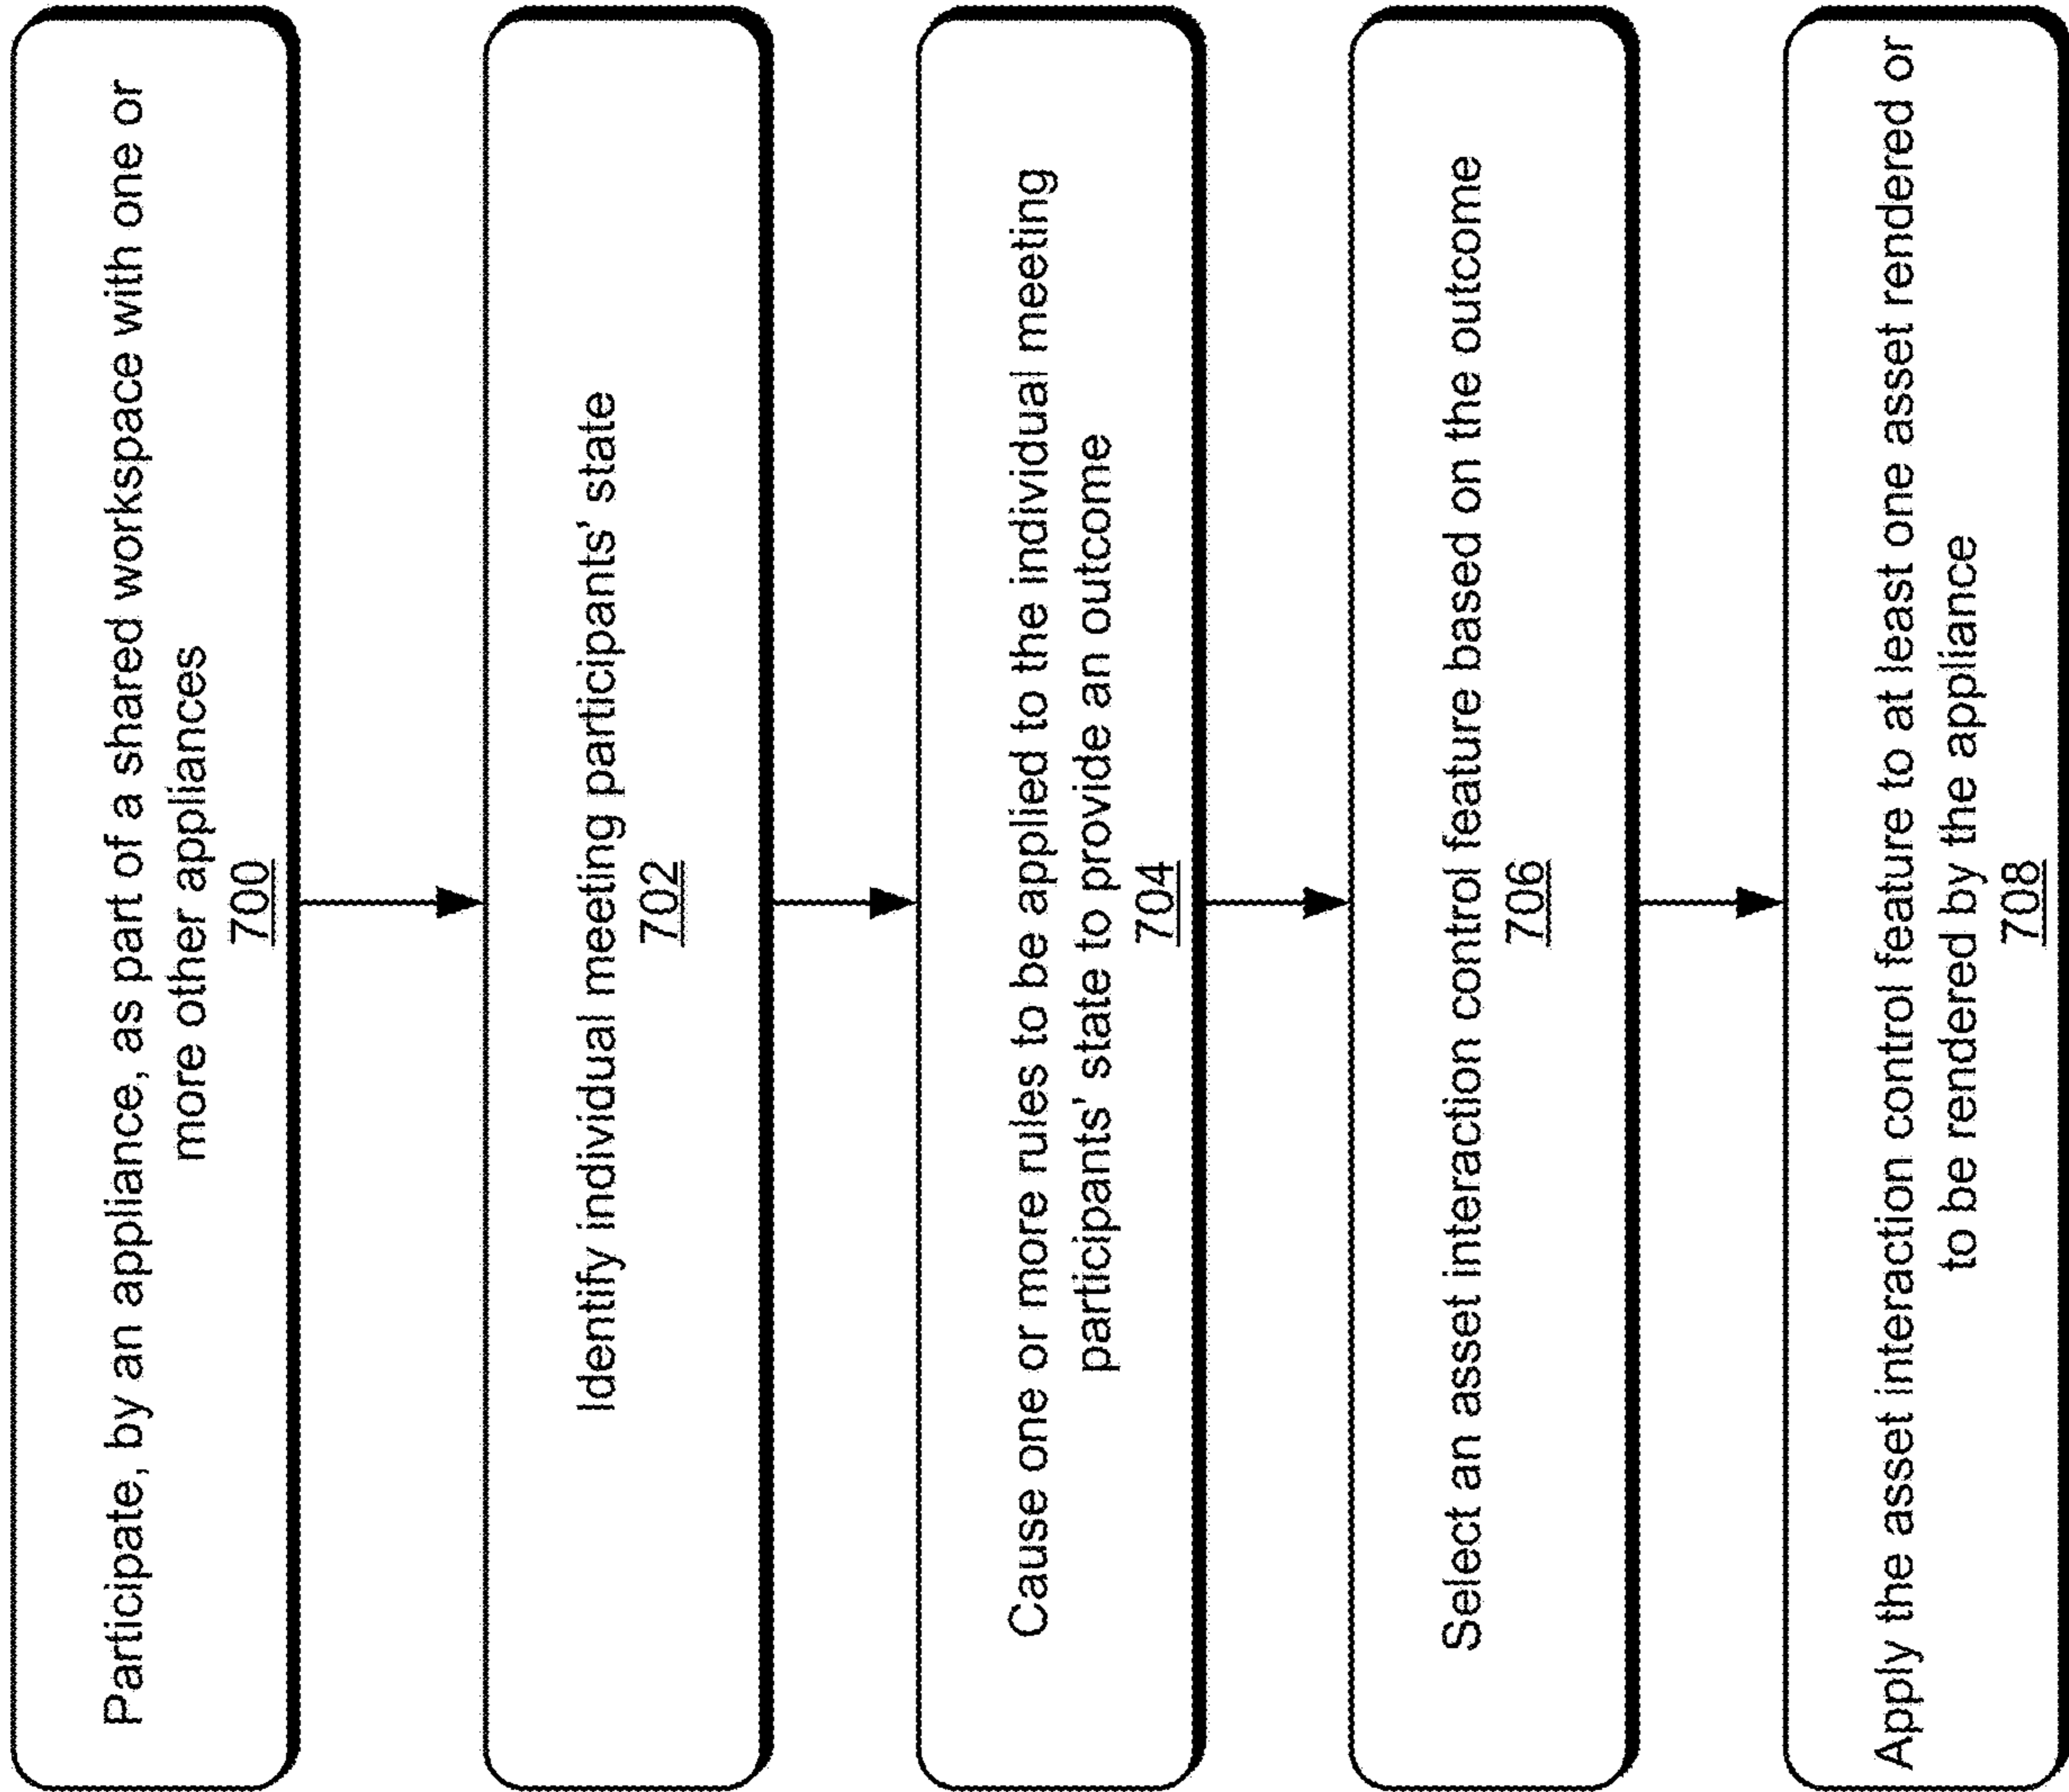 Participate, by an appliance, as part of a shared workspace with one or
more other appliances
700
Identify individual meeting participants' state
702
Cause one or more rules to be applied to the individual meeting
participants' state to provide an outcome
704
Select an asset interaction control feature based on the outcome
706
Apply the asset interaction control feature to at least one asset rendered or
to be rendered by the appliance
708